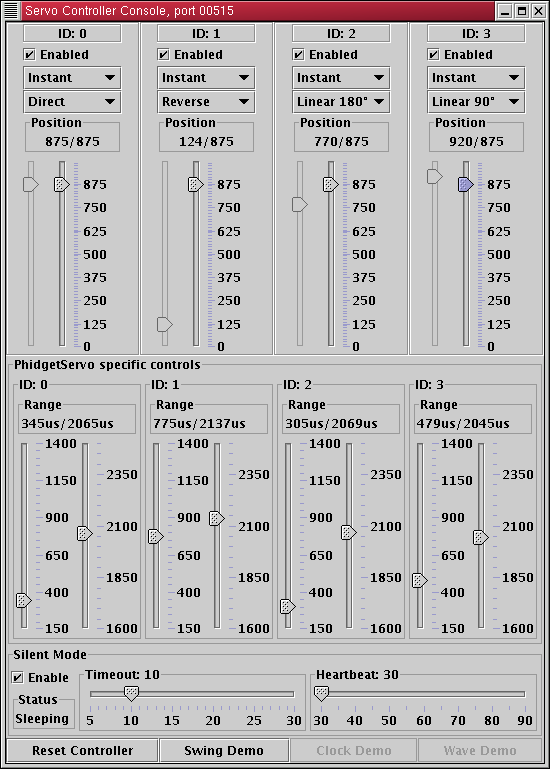 Servo Controller Console, port 00515
ID: 0 ID: 1 ID: 2 ID: 3
Enabled Enabled Enabled Enabled
Instant Instant Instant Instant
Direct Reverse Linear 180° Linear 90°
Position Position Position Position
875/875 124/875 770/875 920/875
875 875 875 875
750 750 750 750
625 625 625 625
500 500 500 500
375 375 375 375
250 250 250 250
125 125 125 125
0 0 0 0
PhidgetServo specific controls
ID: 0 ID: 1 ID: 2 ID: 3
Range Range Range Range
345us/2065us 775us/2137us 305us/2069us 479us/2045us
1400 1400 1400 1400
2350 2350 2350 2350
1150 1150 1150 1150
900 900 900 900
2100 2100 2100 2100
650 650 650 650
1850 1850 1850 1850
400 400 400 400
150 1600 150 1600 150 1600 150 1600
Silent Mode
Enable Timeout: 10 Heartbeat: 30
Status
Sleeping
5 10 15 20 25 30 30 40 50 60 70 80 90
Reset Controller Swing Demo Clock Demo Wave Demo